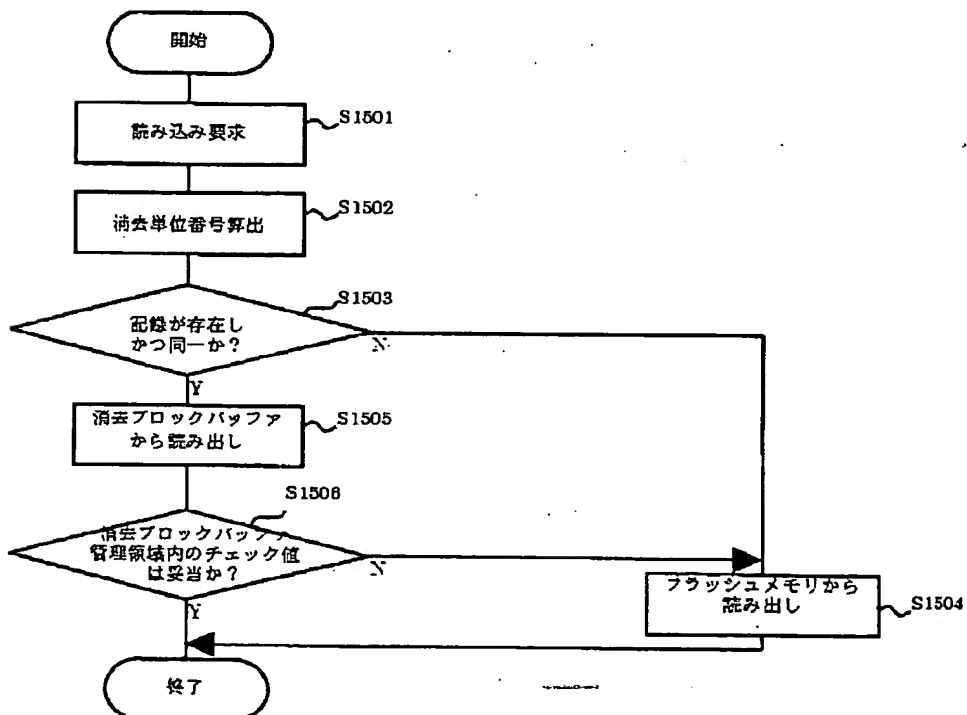 開始
読み込み要求
S1501
消去単位番号算出
S1502
記録が存在し
かつ同一か?
S1503
N
Y
消去ブロックバッファ
から読み出し
S1505
消去ブロックバッファ
管理領域内のチェック値
は妥当か?
S1506
N
Y
フラッシュメモリから
読み出し
S1504
終了